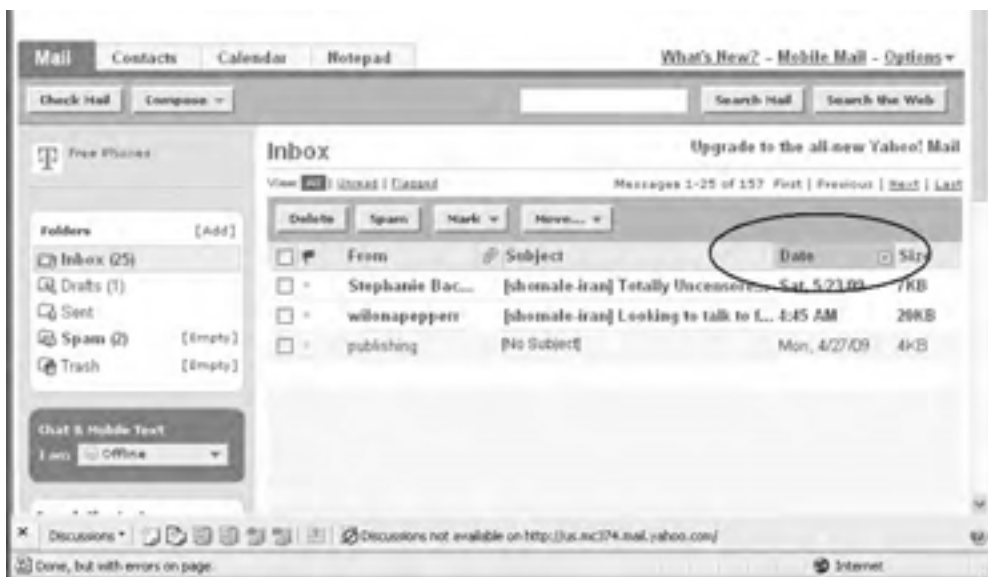 Mail Contacts Calendar Notepad What's New? - Mobile Mail - Options
Check Mail Compose Search Mail Search the Web
Free Phones
Inbox Upgrade to the all-new Yahoo! Mail
View: All | Unread | Flagged Messages 1-25 of 157 First | Previous | Next | Last
Delete Spam Mark Move...
Folders [Add]
From Subject Date Size
Inbox (25)
Stephanie Bac... [shomale-iran] Totally Uncensore... Sat, 5/23/09 7KB
Drafts (1)
Sent
wilonapepperr [shomale-iran] Looking to talk to f... 4:45 AM 20KB
Spam (2) [Empty]
publishing [No Subject] Mon, 4/27/09 4KB
Trash [Empty]
Chat & Mobile Text
I am: Offline
Discussions Discussions not available on http://us.mc374.mail.yahoo.com/
Done, but with errors on page. Internet